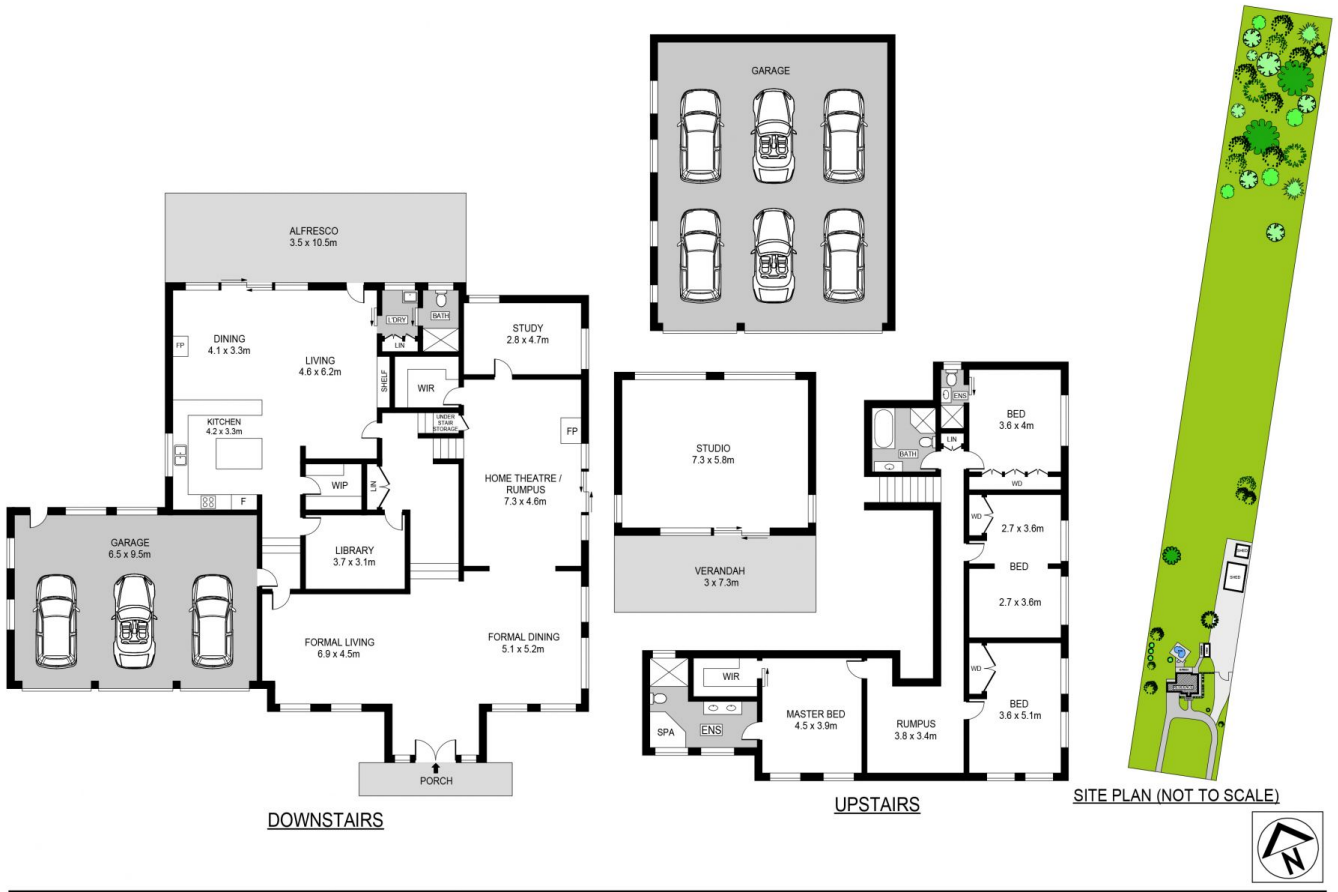 ALFRESCO
3.5 x 10.5m
DINING
4.1 x 3.3m
FP
LIVING
4.6 x 6.2m
L'DRY
BATH
LIN
STUDY
2.8 x 4.7m
SHELF
WIR
UNDER
STAIR
STORAGE
FP
KITCHEN
4.2 x 3.3m
F
WIP
LIN
HOME THEATRE /
RUMPUS
7.3 x 4.6m
GARAGE
6.5 x 9.5m
LIBRARY
3.7 x 3.1m
FORMAL LIVING
6.9 x 4.5m
FORMAL DINING
5.1 x 5.2m
PORCH
DOWNSTAIRS
GARAGE
STUDIO
7.3 x 5.8m
VERANDAH
3 x 7.3m
ENS
BED
3.6 x 4m
BATH
LIN
WD
WD
2.7 x 3.6m
BED
2.7 x 3.6m
WIR
MASTER BED
4.5 x 3.9m
SPA
ENS
RUMPUS
3.8 x 3.4m
WD
BED
3.6 x 5.1m
UPSTAIRS
SHED
SITE PLAN (NOT TO SCALE)
N